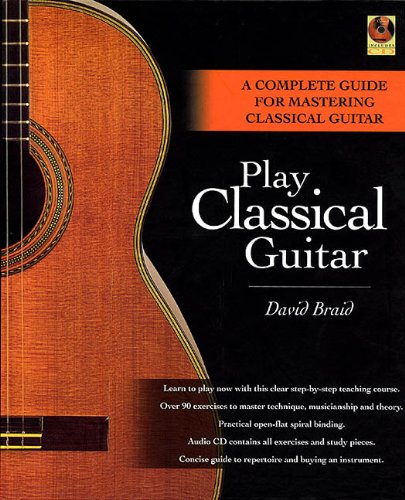 INCLUDES
CD
A COMPLETE GUIDE
FOR MASTERING
CLASSICAL GUITAR
Play
Classical
Guitar
David Braid
Learn to play now with this clear step-by-step teaching course.
Over 90 exercises to master technique, musicianship and theory.
Practical open-flat spiral binding.
Audio CD contains all exercises and study pieces.
Concise guide to repertoire and buying an instrument.